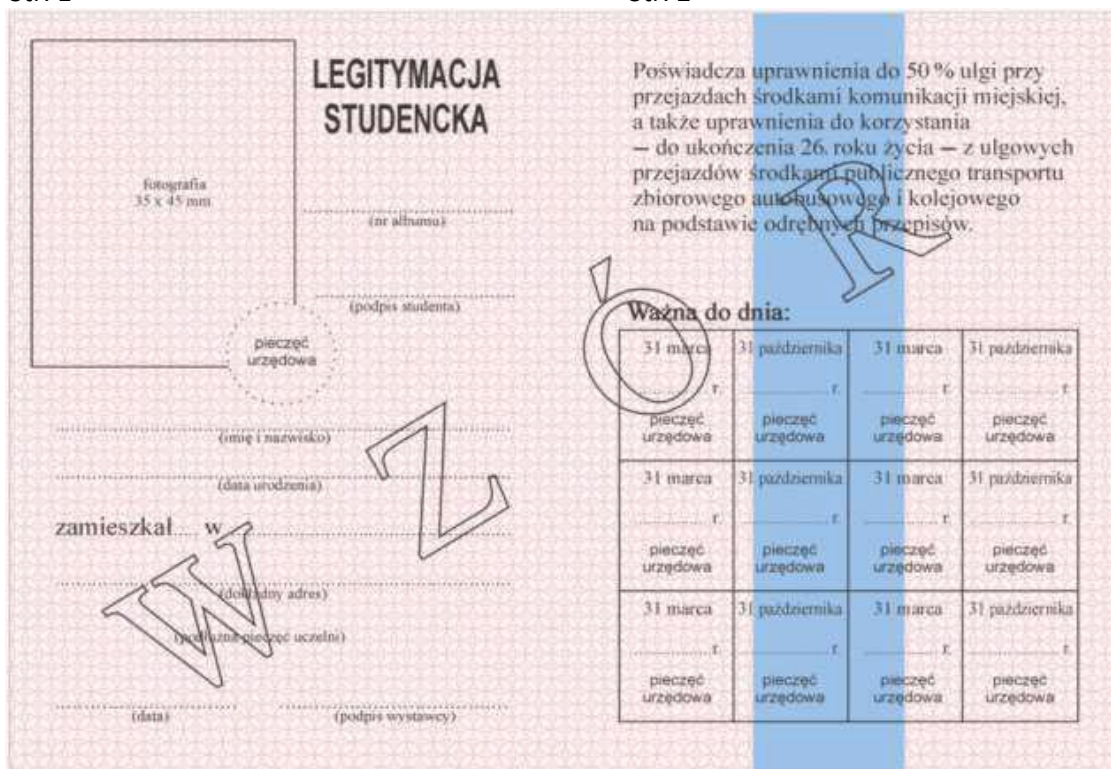 LEGITYMACJA
STUDENCKA
fotografia
35 x 45 mm
(nr albumu)
(podpis studenta)
pieczęć
urzędowa
(imię i nazwisko)
(data urodzenia)
zamieszkał..... w
(dokładny adres)
(podłużna pieczęć uczelni)
(data) (podpis wystawcy)
Poświadcza uprawnienia do 50 % ulgi przy
przejazdach środkami komunikacji miejskiej,
a także uprawnienia do korzystania
— do ukończenia 26. roku życia — z ulgowych
przejazdów środkami publicznego transportu
zbiorowego autobusowego i kolejowego
na podstawie odrębnych przepisów.
Ważna do dnia:
31 marca 31 października 31 marca 31 października
r. r. r. r.
pieczęć pieczęć pieczęć pieczęć
urzędowa urzędowa urzędowa urzędowa
31 marca 31 października 31 marca 31 października
r. r. r. r.
pieczęć pieczęć pieczęć pieczęć
urzędowa urzędowa urzędowa urzędowa
31 marca 31 października 31 marca 31 października
r. r. r. r.
pieczęć pieczęć pieczęć pieczęć
urzędowa urzędowa urzędowa urzędowa
WZÓR